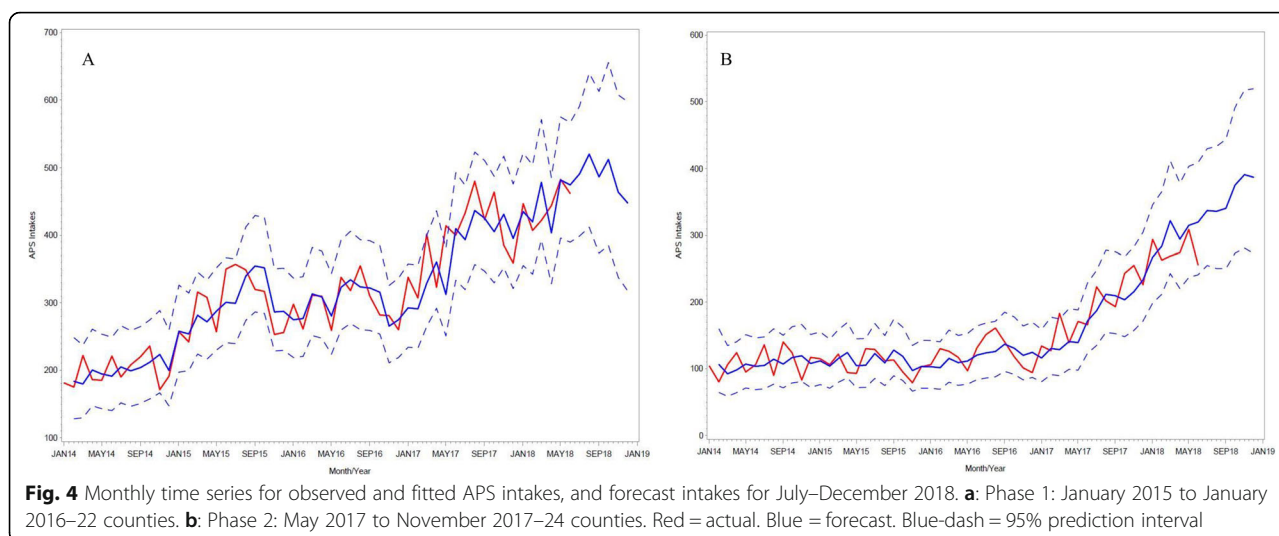 A
700
600
500
400
300
200
100
APS Intakes
JAN14 MAY14 SEP14 JAN15 MAY15 SEP15 JAN16 MAY16 SEP16 JAN17 MAY17 SEP17 JAN18 MAY18 SEP18 JAN19
Month/Year
B
600
500
400
300
200
100
0
APS Intakes
JAN14 MAY14 SEP14 JAN15 MAY15 SEP15 JAN16 MAY16 SEP16 JAN17 MAY17 SEP17 JAN18 MAY18 SEP18 JAN19
Month/Year
Fig. 4 Monthly time series for observed and fitted APS intakes, and forecast intakes for July–December 2018. a: Phase 1: January 2015 to January
2016–22 counties. b: Phase 2: May 2017 to November 2017–24 counties. Red = actual. Blue = forecast. Blue-dash = 95% prediction interval